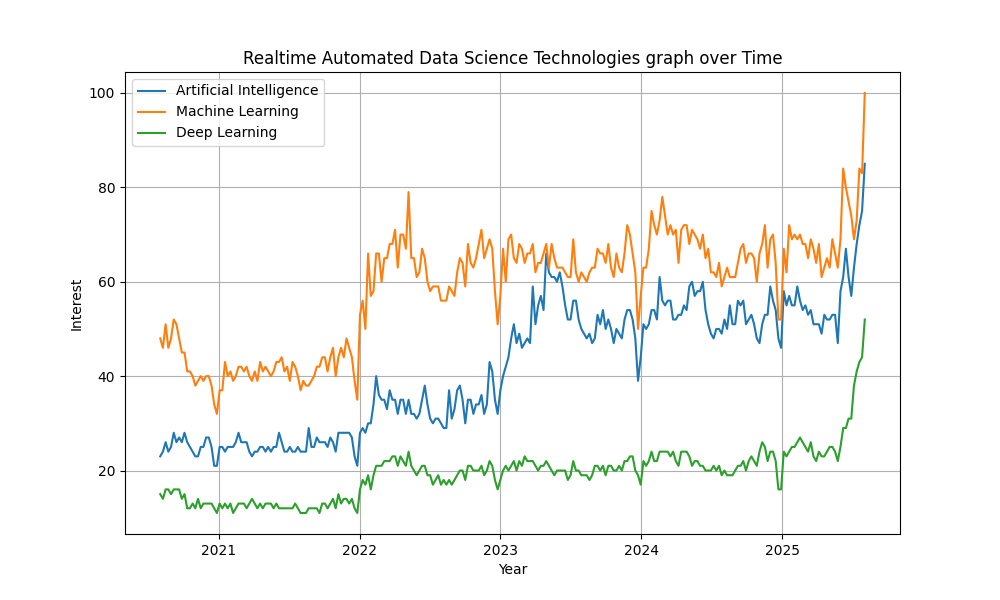 Realtime Automated Data Science Technologies graph over Time
Artificial Intelligence
Machine Learning
Deep Learning
100
80
60
40
20
Interest
2021
2022
2023
2024
2025
Year